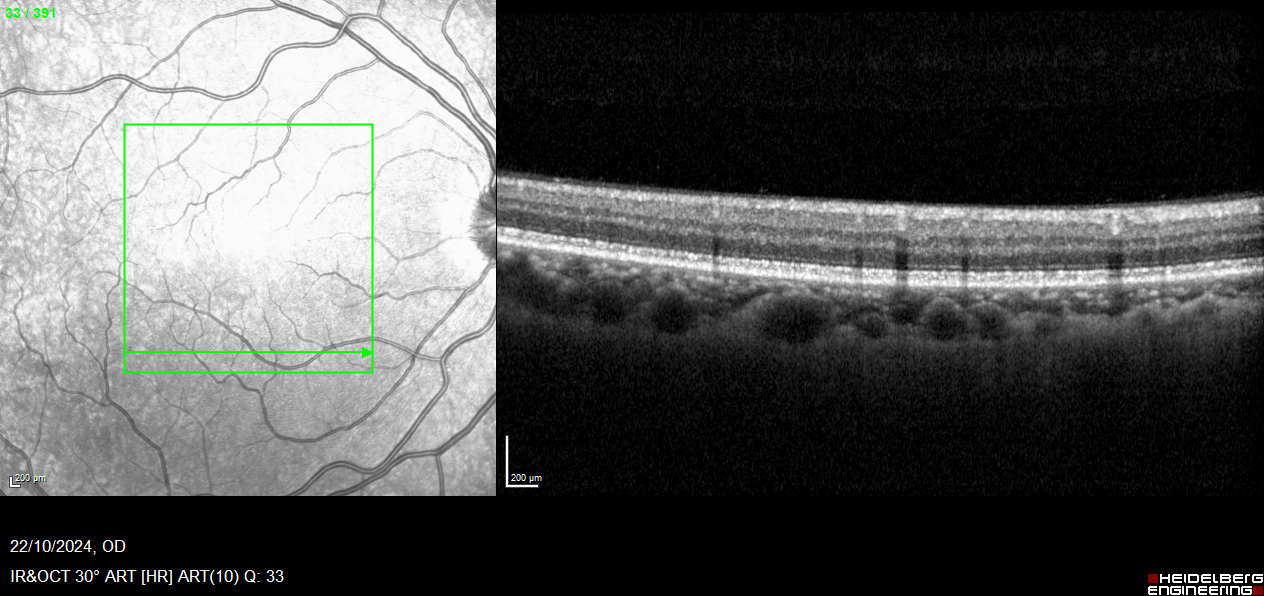 33 / 391
200 µm
200 µm
22/10/2024, OD
IR&OCT 30° ART [HR] ART(10) Q: 33
HEIDELBERG
ENGINEERING